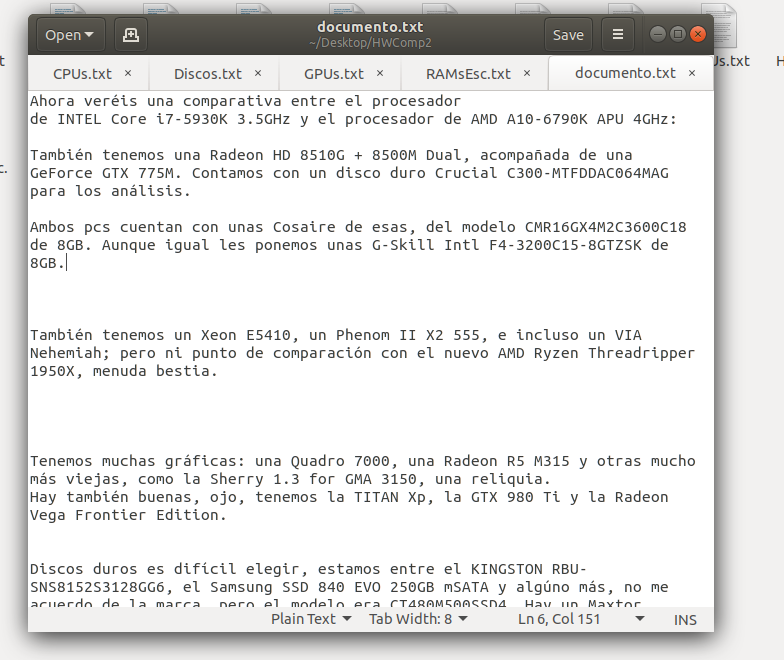 Open
documento.txt
~/Desktop/HWComp2
Save
Us.txt
CPUs.txt ×
Discos.txt ×
GPUs.txt ×
RAMsEsc.txt ×
documento.txt ×
Ahora veréis una comparativa entre el procesador
de INTEL Core i7-5930K 3.5GHz y el procesador de AMD A10-6790K APU 4GHz:
También tenemos una Radeon HD 8510G + 8500M Dual, acompañada de una
GeForce GTX 775M. Contamos con un disco duro Crucial C300-MTFDDAC064MAG
para los análisis.
Ambos pcs cuentan con unas Cosaire de esas, del modelo CMR16GX4M2C3600C18
de 8GB. Aunque igual les ponemos unas G-Skill Intl F4-3200C15-8GTZSK de
8GB.
También tenemos un Xeon E5410, un Phenom II X2 555, e incluso un VIA
Nehemiah; pero ni punto de comparación con el nuevo AMD Ryzen Threadripper
1950X, menuda bestia.
Tenemos muchas gráficas: una Quadro 7000, una Radeon R5 M315 y otras mucho
más viejas, como la Sherry 1.3 for GMA 3150, una reliquia.
Hay también buenas, ojo, tenemos la TITAN Xp, la GTX 980 Ti y la Radeon
Vega Frontier Edition.
Discos duros es difícil elegir, estamos entre el KINGSTON RBU-
SNS8152S3128GG6, el Samsung SSD 840 EVO 250GB mSATA y algúno más, no me
acuerdo de la marca, pero el modelo era CT480M500SSD4. Hay un Maxtor
Plain Text
Tab Width: 8
Ln 6, Col 151
INS